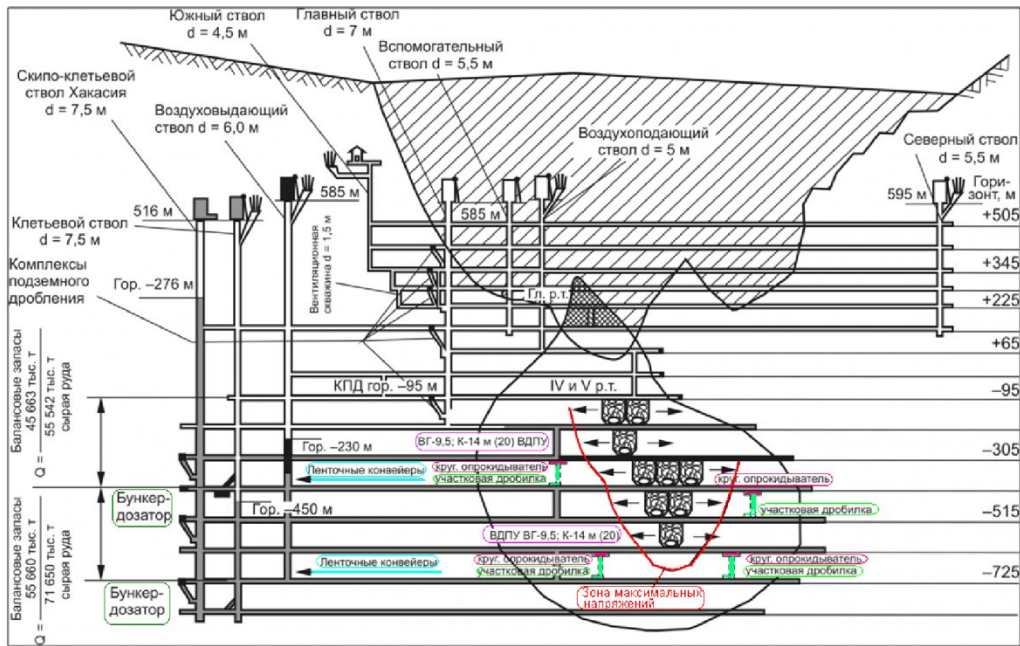 Южный ствол
d = 4,5 м
Главный ствол
d = 7 м
Вспомогательный
ствол d = 5,5 м
Скипо-клетьевой
ствол Хакасия
d = 7,5 м
Воздуховыдающий
ствол d = 6,0 м
Воздухоподающий
ствол d = 5 м
Северный ствол
d = 5,5 м
Гори-
зонт, м
516 м
585 м
585 м
595 м
+505
Клетьевой ствол
d = 7,5 м
Комплексы
подземного
дробления
Гор. –276 м
Вентиляционная
скважина d = 1,5 м
Гл. р.т.
+345
+225
+65
КПД гор. –95 м
IV и V р.т.
–95
Балансовые запасы
Q = 45 663 тыс. т
55 542 тыс. т
сырая руда
Гор. –230 м
ВГ-9,5; К-14 м (20) ВДПУ
–305
Ленточные конвейеры
круг. опрокидыватель
участковая дробилка
круг. опрокидыватель
участковая дробилка
Бункер-
дозатор
Гор. –450 м
–515
Балансовые запасы
Q = 55 660 тыс. т
71 650 тыс. т
сырая руда
ВДПУ ВГ-9,5; К-14 м (20)
Ленточные конвейеры
круг. опрокидыватель
участковая дробилка
круг. опрокидыватель
участковая дробилка
–725
Бункер-
дозатор
Зона максимальных
напряжений